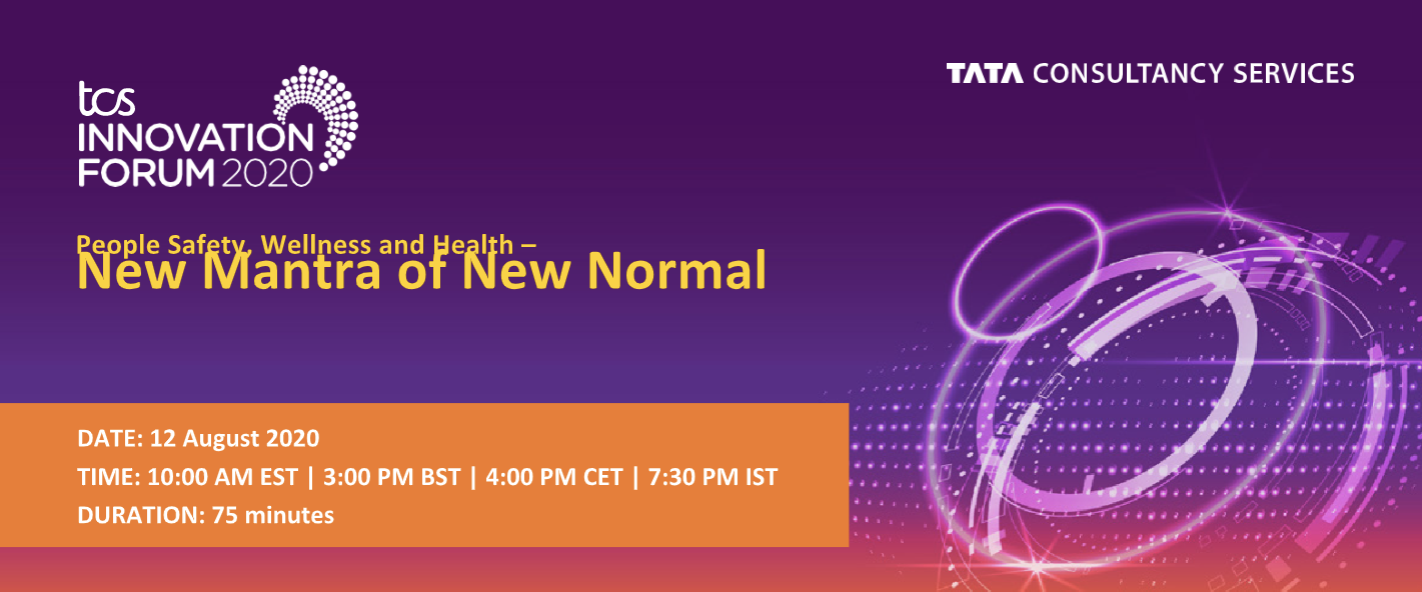 tcs
INNOVATION
FORUM 2020
TATA CONSULTANCY SERVICES
People Safety, Wellness and Health –
New Mantra of New Normal
DATE: 12 August 2020
TIME: 10:00 AM EST | 3:00 PM BST | 4:00 PM CET | 7:30 PM IST
DURATION: 75 minutes